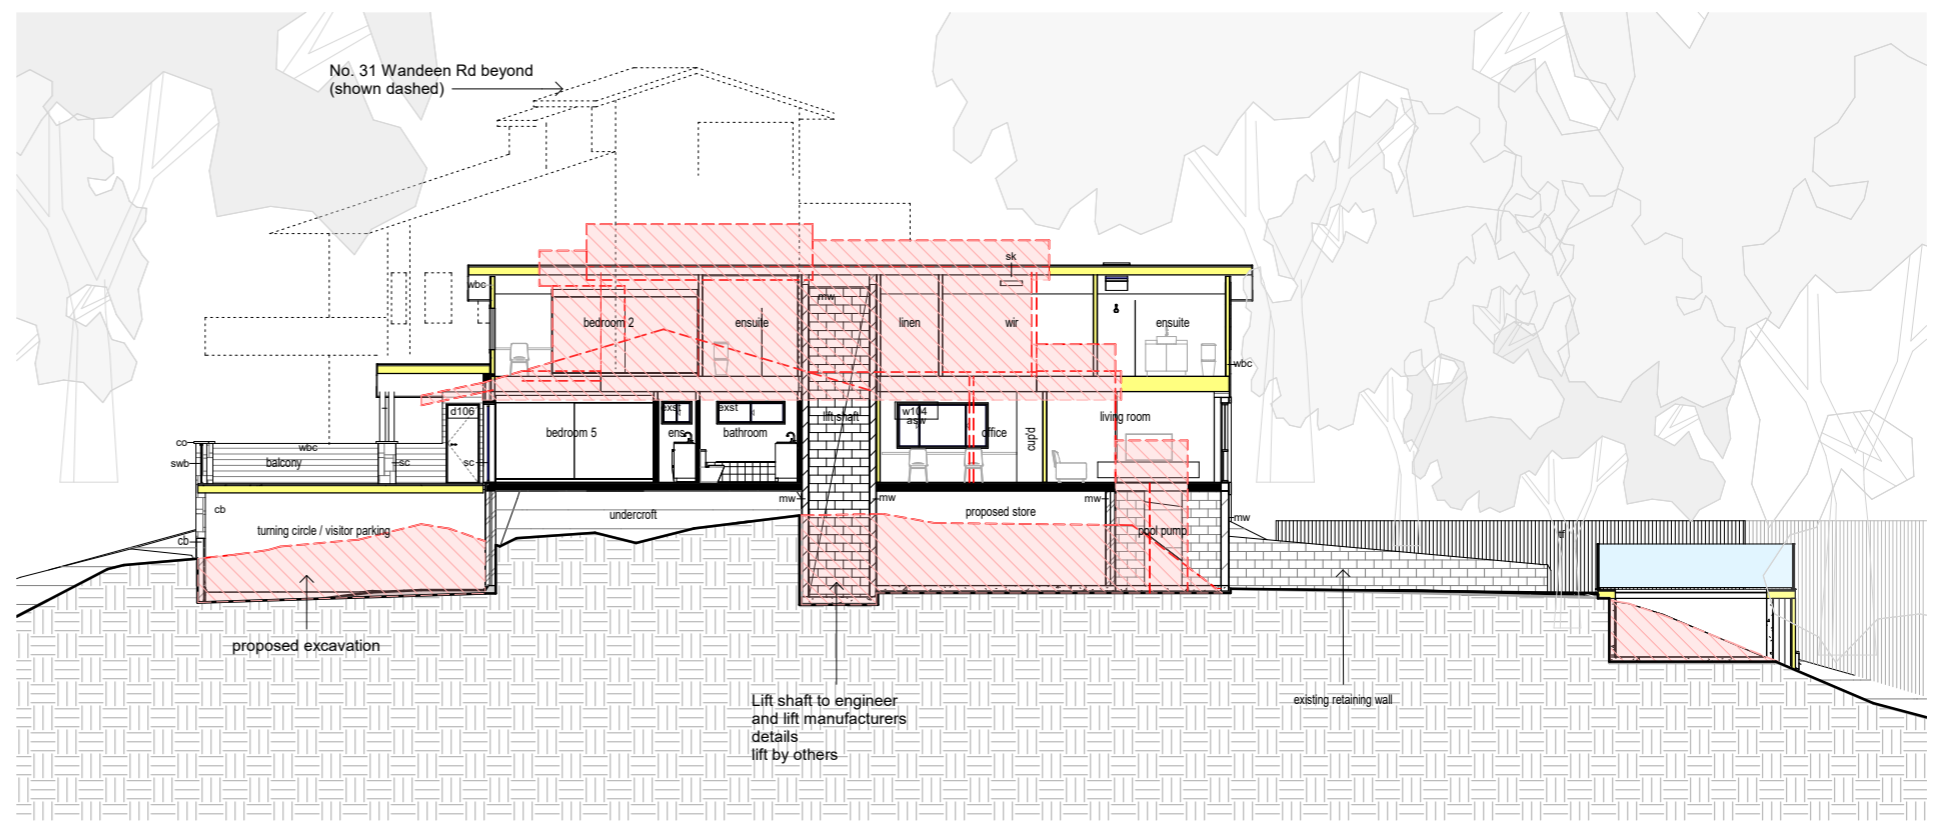 No. 31 Wandeen Rd beyond
(shown dashed)
sk
wbc
mw
bedroom 2
ensuite
linen
wir
ensuite
wbc
d106
exst
exst
w104
asw
lift shaft
living room
bedroom 5
ens
bathroom
office
cupbd
co
wbc
swb
balcony
sc
sc
mw
mw
mw
cb
undercroft
proposed store
mw
turning circle / visitor parking
pool pump
cb
tf
proposed excavation
Lift shaft to engineer
and lift manufacturers
details
lift by others
existing retaining wall